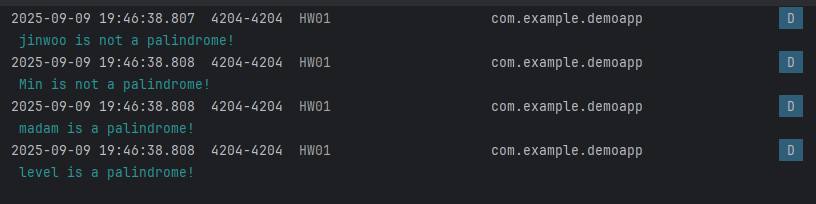 2025-09-09 19:46:38.807 4204-4204 HW01 com.example.demoapp D
jinwoo is not a palindrome!
2025-09-09 19:46:38.808 4204-4204 HW01 com.example.demoapp D
Min is not a palindrome!
2025-09-09 19:46:38.808 4204-4204 HW01 com.example.demoapp D
madam is a palindrome!
2025-09-09 19:46:38.808 4204-4204 HW01 com.example.demoapp D
level is a palindrome!